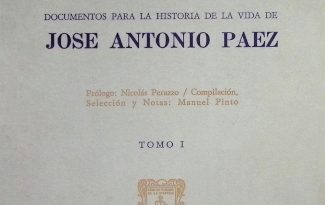 DOCUMENTOS PARA LA HISTORIA DE LA VIDA DE
JOSE ANTONIO PAEZ
Prólogo: Nicolás Perazzo / Compilación,
Selección y Notas: Manuel Pinto
TOMO I